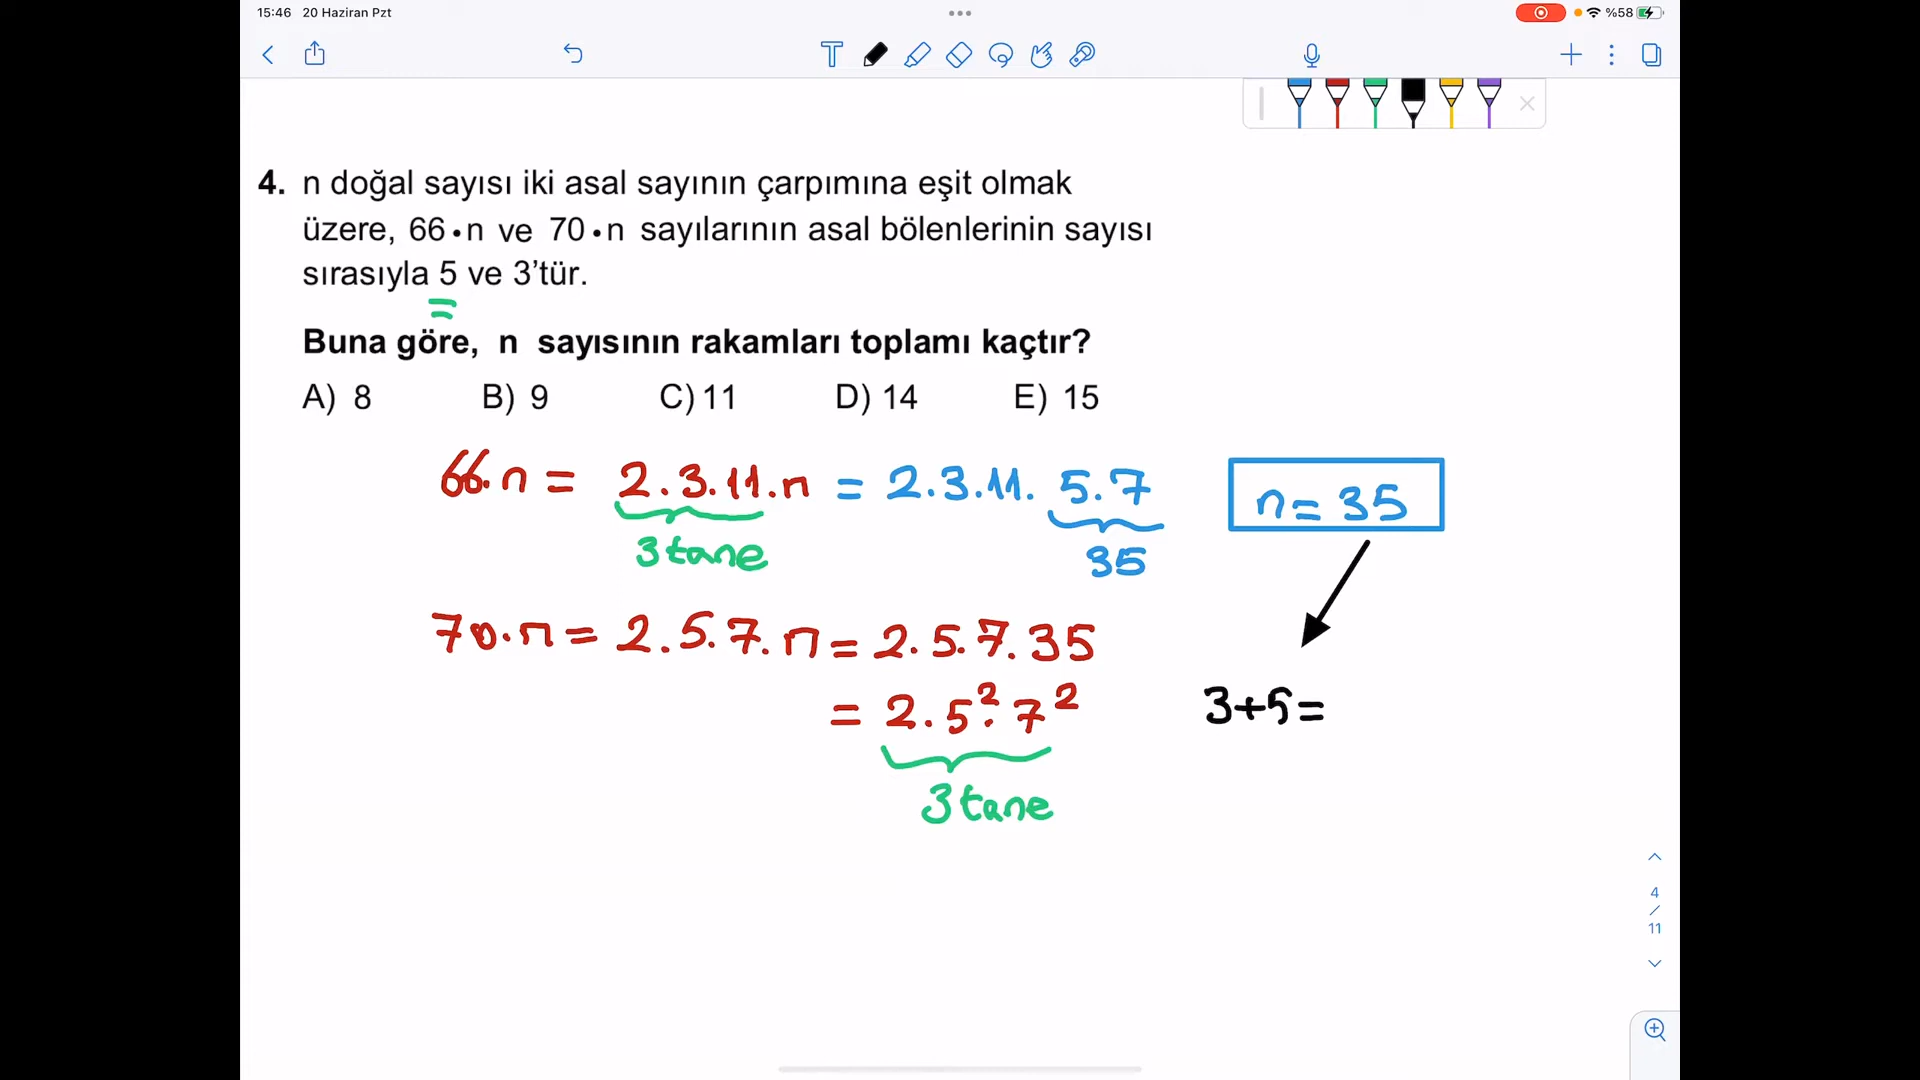 15:46 20 Haziran Pzt
%58
4. n doğal sayısı iki asal sayının çarpımına eşit olmak
üzere, 66•n ve 70•n sayılarının asal bölenlerinin sayısı
sırasıyla 5 ve 3'tür.
Buna göre, n sayısının rakamları toplamı kaçtır?
A) 8 B) 9 C) 11 D) 14 E) 15
66.n = 2.3.11.n = 2.3.11. 5.7
n = 35
3 tane
35
70.n = 2.5.7.n = 2.5.7.35
= 2.5².7²
3+5=
3 tane
4
/
11